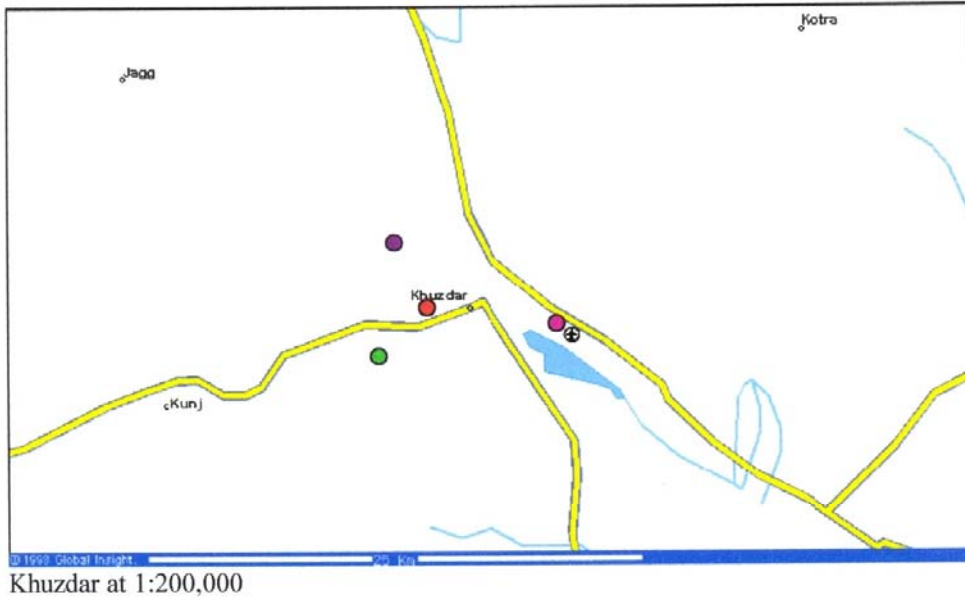 Kotra
Jagg
Khuzdar
Kunj
© 1998 Global Insight. 25 Km
Khuzdar at 1:200,000